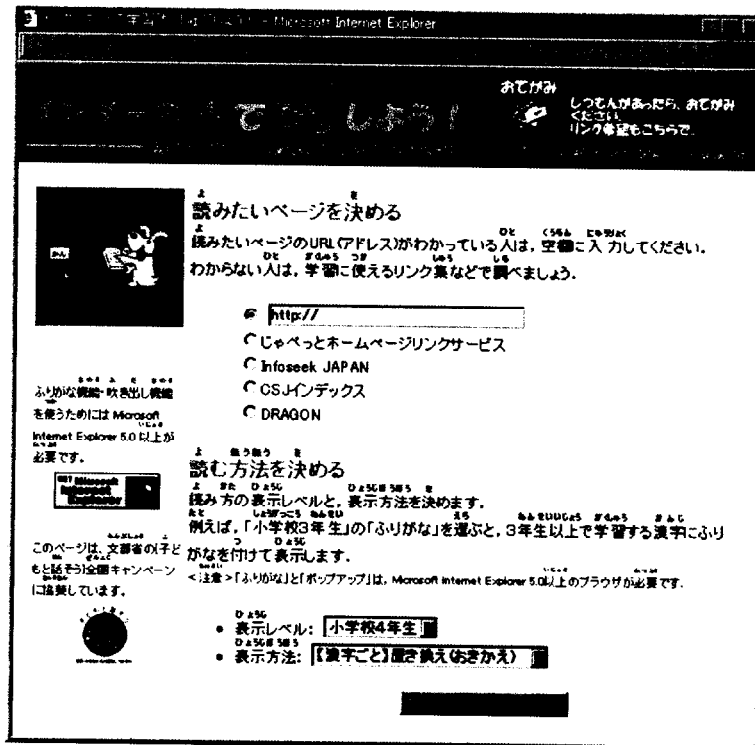 Microsoft Internet Explorer
おてがみ
しつもんがあったら、おてがみ
ください。
リンク希望もこちらで。
てつだいしよう!
読みたいページを決める
読みたいページのURL(アドレス)がわかっている人は,空欄に入力してください.
わからない人は,学習に使えるリンク集などで調べましょう.
http://
じゃぺっとホームページリンクサービス
Infoseek JAPAN
CSJインデックス
DRAGON
ふりがな機能・吹き出し機能
を使うためには Microsoft
Internet Explorer 5.0 以上が
必要です。
Microsoft
Internet
Explorer
このページは、文部省の(子ど
もと話そう)全国キャンペーン
に協賛しています。
読む方法を決める
読み方の表示レベルと,表示方法を決めます.
例えば,「小学校3年生」の「ふりがな」を選ぶと,3年生以上で学習する漢字にふり
がなを付けて表示します.
<注意>「ふりがな」と「ポップアップ」は, Microsoft Internet Explorer 5.0以上のブラウザが必要です.
表示レベル: 小学校4年生
表示方法: 【漢字ごと】置き換え(おきかえ)